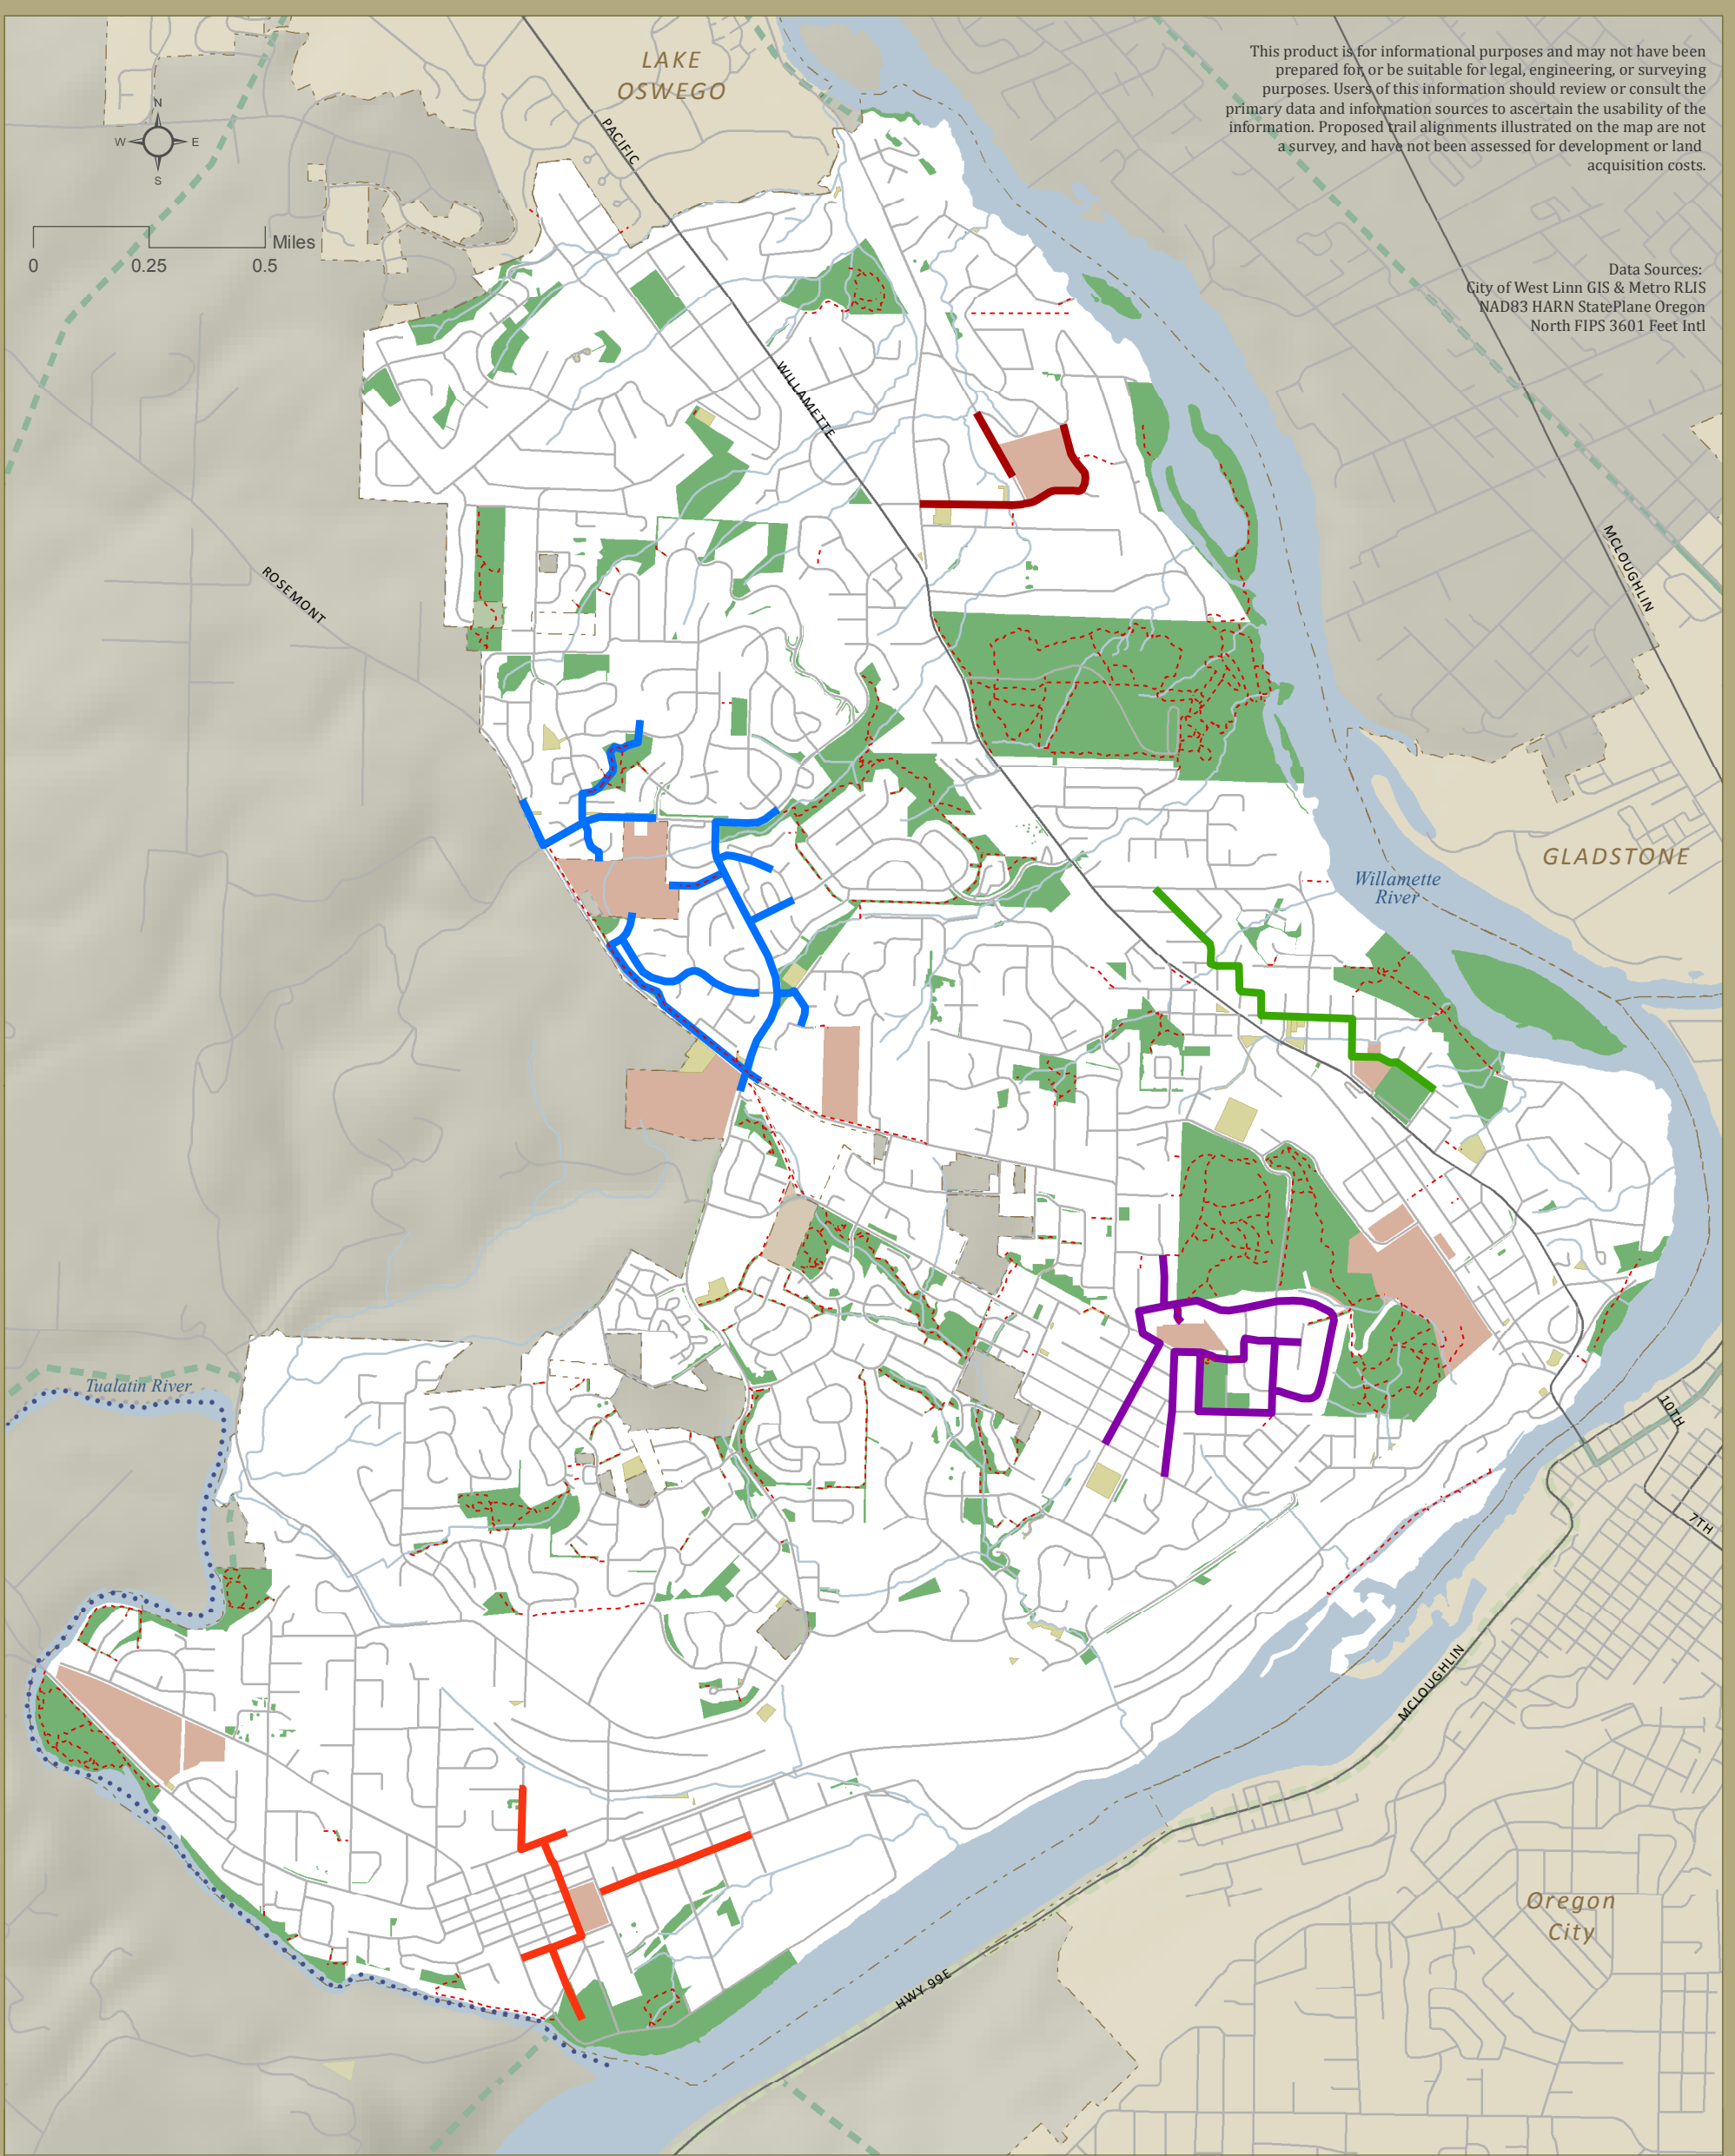 LAKE
OSWEGO
This product is for informational purposes and may not have been
prepared for, or be suitable for legal, engineering, or surveying
purposes. Users of this information should review or consult the
primary data and information sources to ascertain the usability of the
information. Proposed trail alignments illustrated on the map are not
a survey, and have not been assessed for development or land
acquisition costs.
N
W E
S
PACIFIC
Miles
0 0.25 0.5
Data Sources:
City of West Linn GIS & Metro RLIS
NAD83 HARN StatePlane Oregon
North FIPS 3601 Feet Intl
WILLAMETTE
MCLOUGHLIN
ROSEMONT
GLADSTONE
Willamette
River
Tualatin River
10TH
7TH
MCLOUGHLIN
Oregon
City
HWY 99E